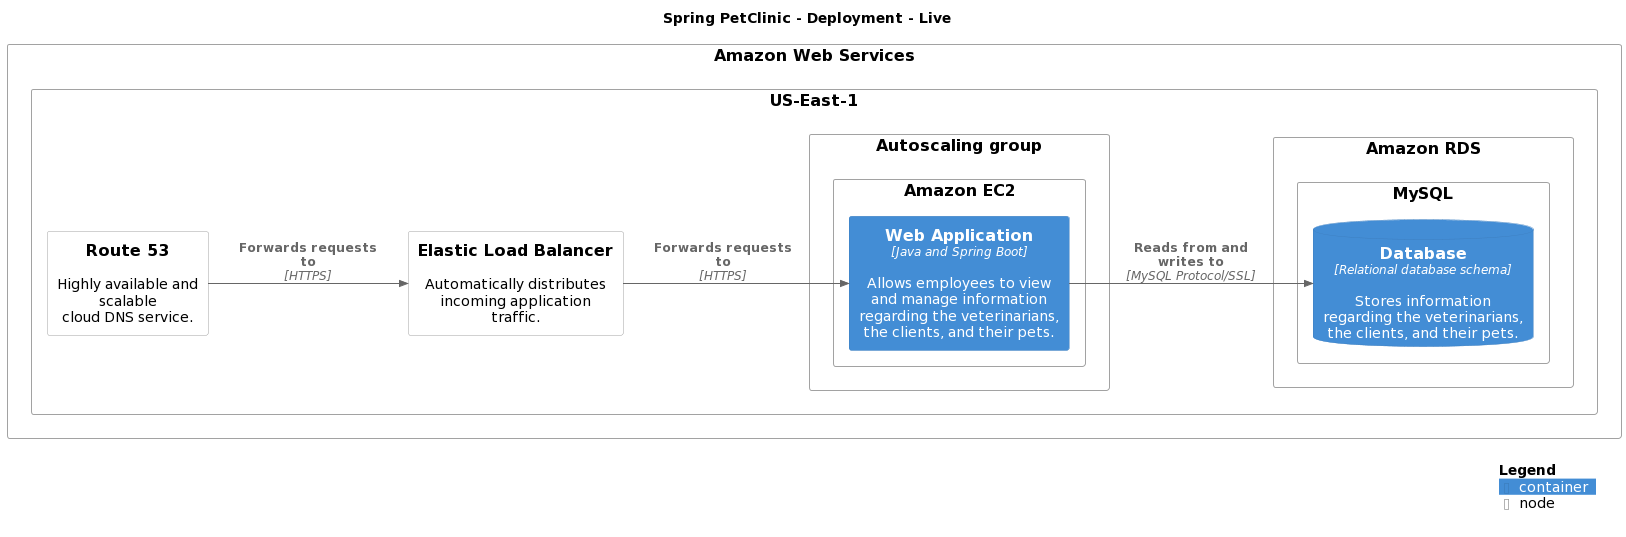 Spring PetClinic - Deployment - Live
Amazon Web Services
US-East-1
Autoscaling group
Amazon RDS
Amazon EC2
MySQL
Route 53
Highly available and
scalable
cloud DNS service.
Forwards requests
to
[HTTPS]
Elastic Load Balancer
Automatically distributes
incoming application
traffic.
Forwards requests
to
[HTTPS]
Web Application
[Java and Spring Boot]
Allows employees to view
and manage information
regarding the veterinarians,
the clients, and their pets.
Reads from and
writes to
[MySQL Protocol/SSL]
Database
[Relational database schema]
Stores information
regarding the veterinarians,
the clients, and their pets.
Legend
container
node